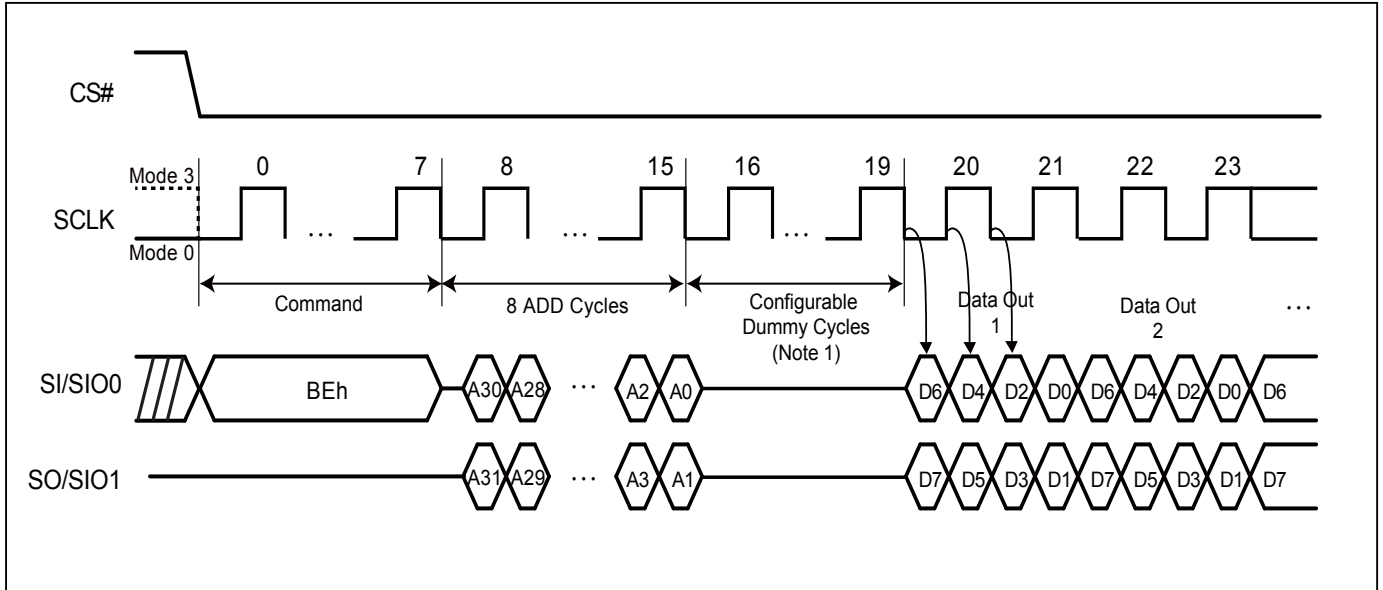 CS#
Mode 3
0 7 8 15 16 19 20 21 22 23
SCLK
... ... ...
Mode 0
Command
8 ADD Cycles
Configurable
Dummy Cycles
(Note 1)
Data Out
1
Data Out
2
...
SI/SIO0
BEh
A30 A28 ... A2 A0
D6 D4 D2 D0 D6 D4 D2 D0 D6
SO/SIO1
A31 A29 ... A3 A1
D7 D5 D3 D1 D7 D5 D3 D1 D7